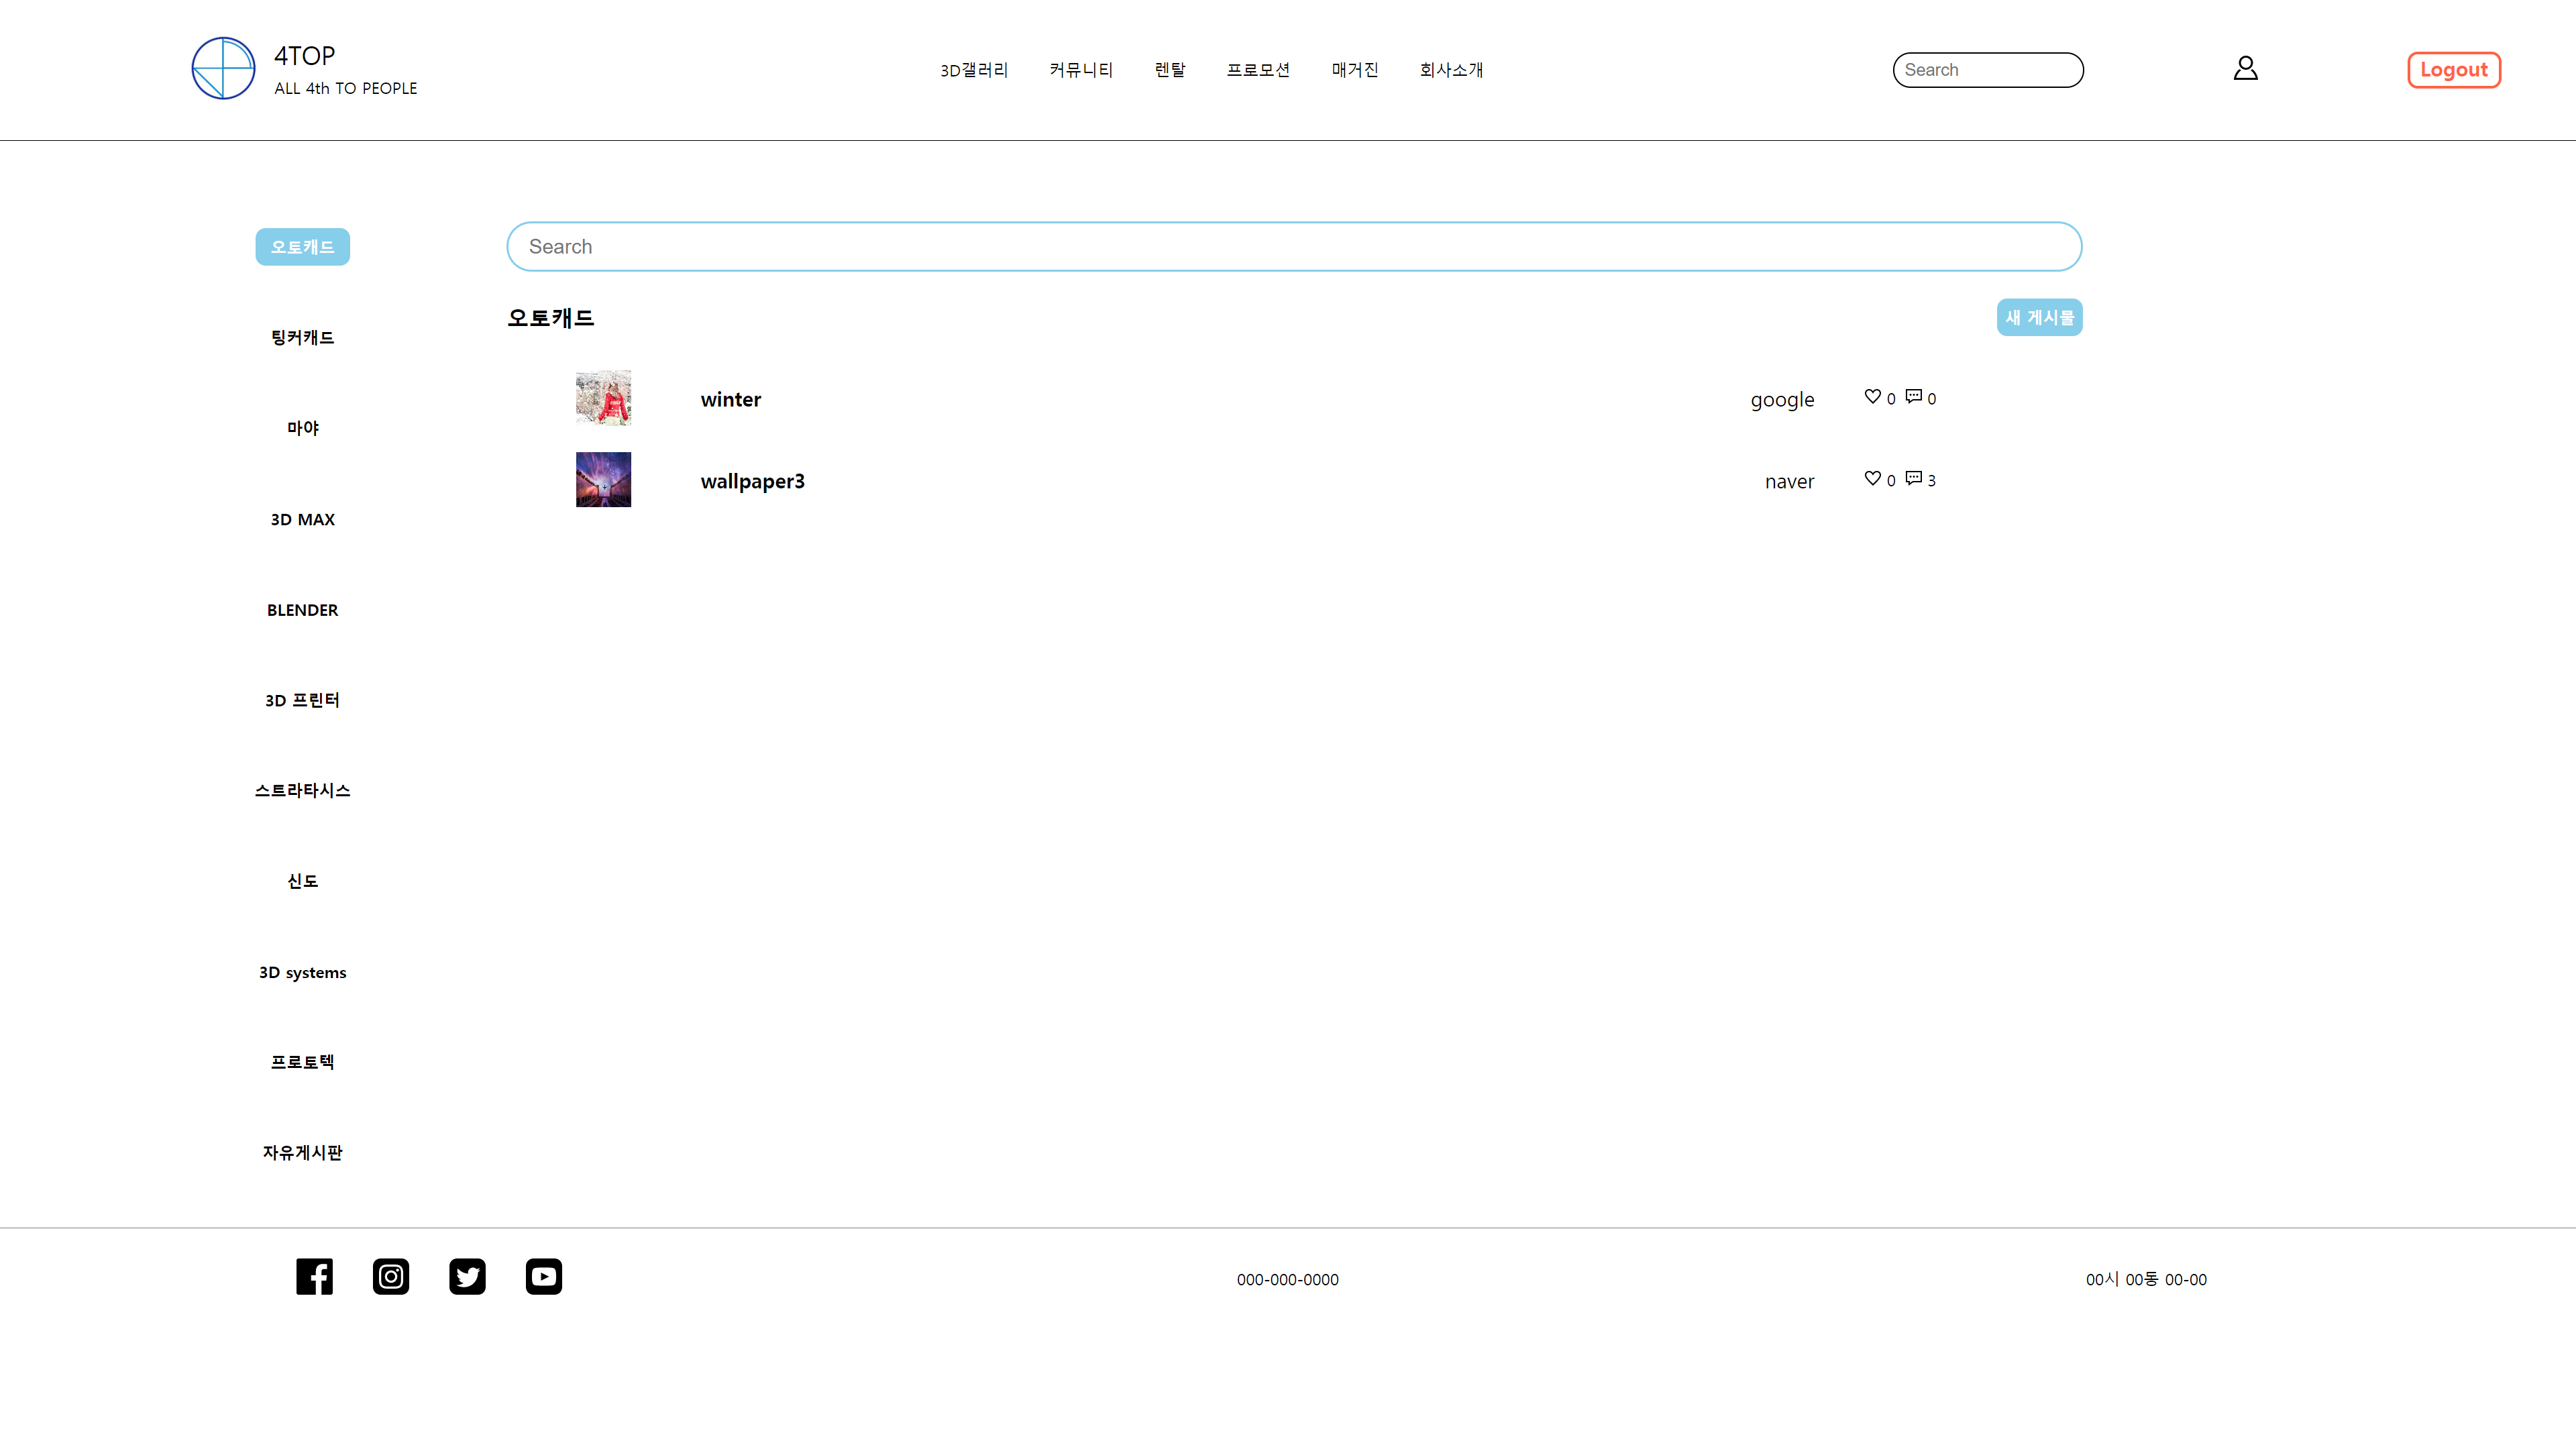 4TOP
ALL 4th TO PEOPLE
3D갤러리 커뮤니티 렌탈 프로모션 매거진 회사소개
Search
Logout
오토캐드
팅커캐드
마야
3D MAX
BLENDER
3D 프린터
스트라타시스
신도
3D systems
프로토텍
자유게시판
Search
오토캐드
새 게시물
winter google 0 0
wallpaper3 naver 0 3
000-000-0000
00시 00동 00-00